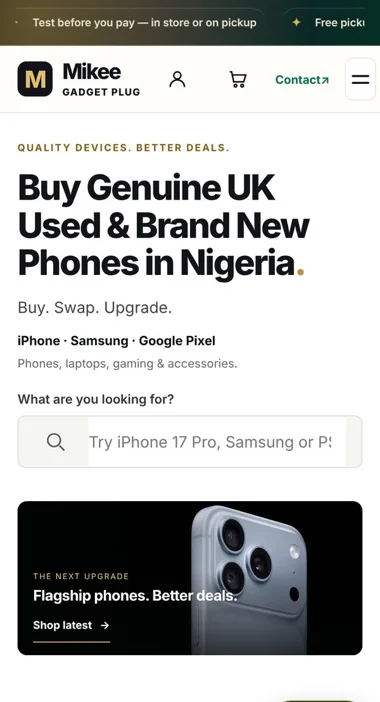 Test before you pay — in store or on pickup
✦ Free
M
Mikee
GADGET PLUG
Contact↗
QUALITY DEVICES. BETTER DEALS.
Buy Genuine UK
Used & Brand New
Phones in Nigeria.
Buy. Swap. Upgrade.
iPhone · Samsung · Google Pixel
Phones, laptops, gaming & accessories.
What are you looking for?
Try iPhone 17 Pro, Samsung or
THE NEXT UPGRADE
Flagship phones. Better deals.
Shop latest →